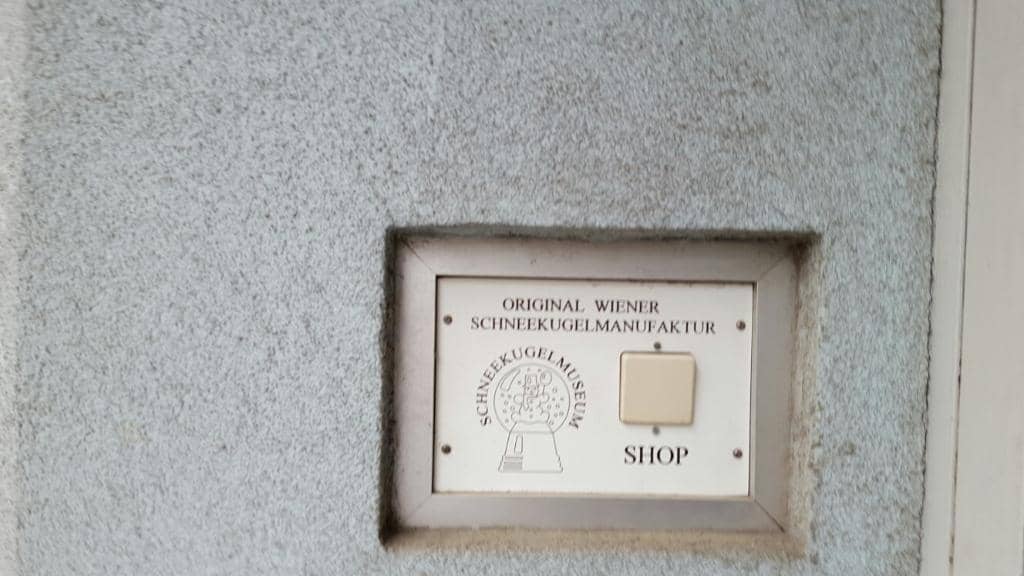 ORIGINAL WIENER
SCHNEEKUGELMANUFAKTUR
SCHNEEKUGELMUSEUM
SHOP